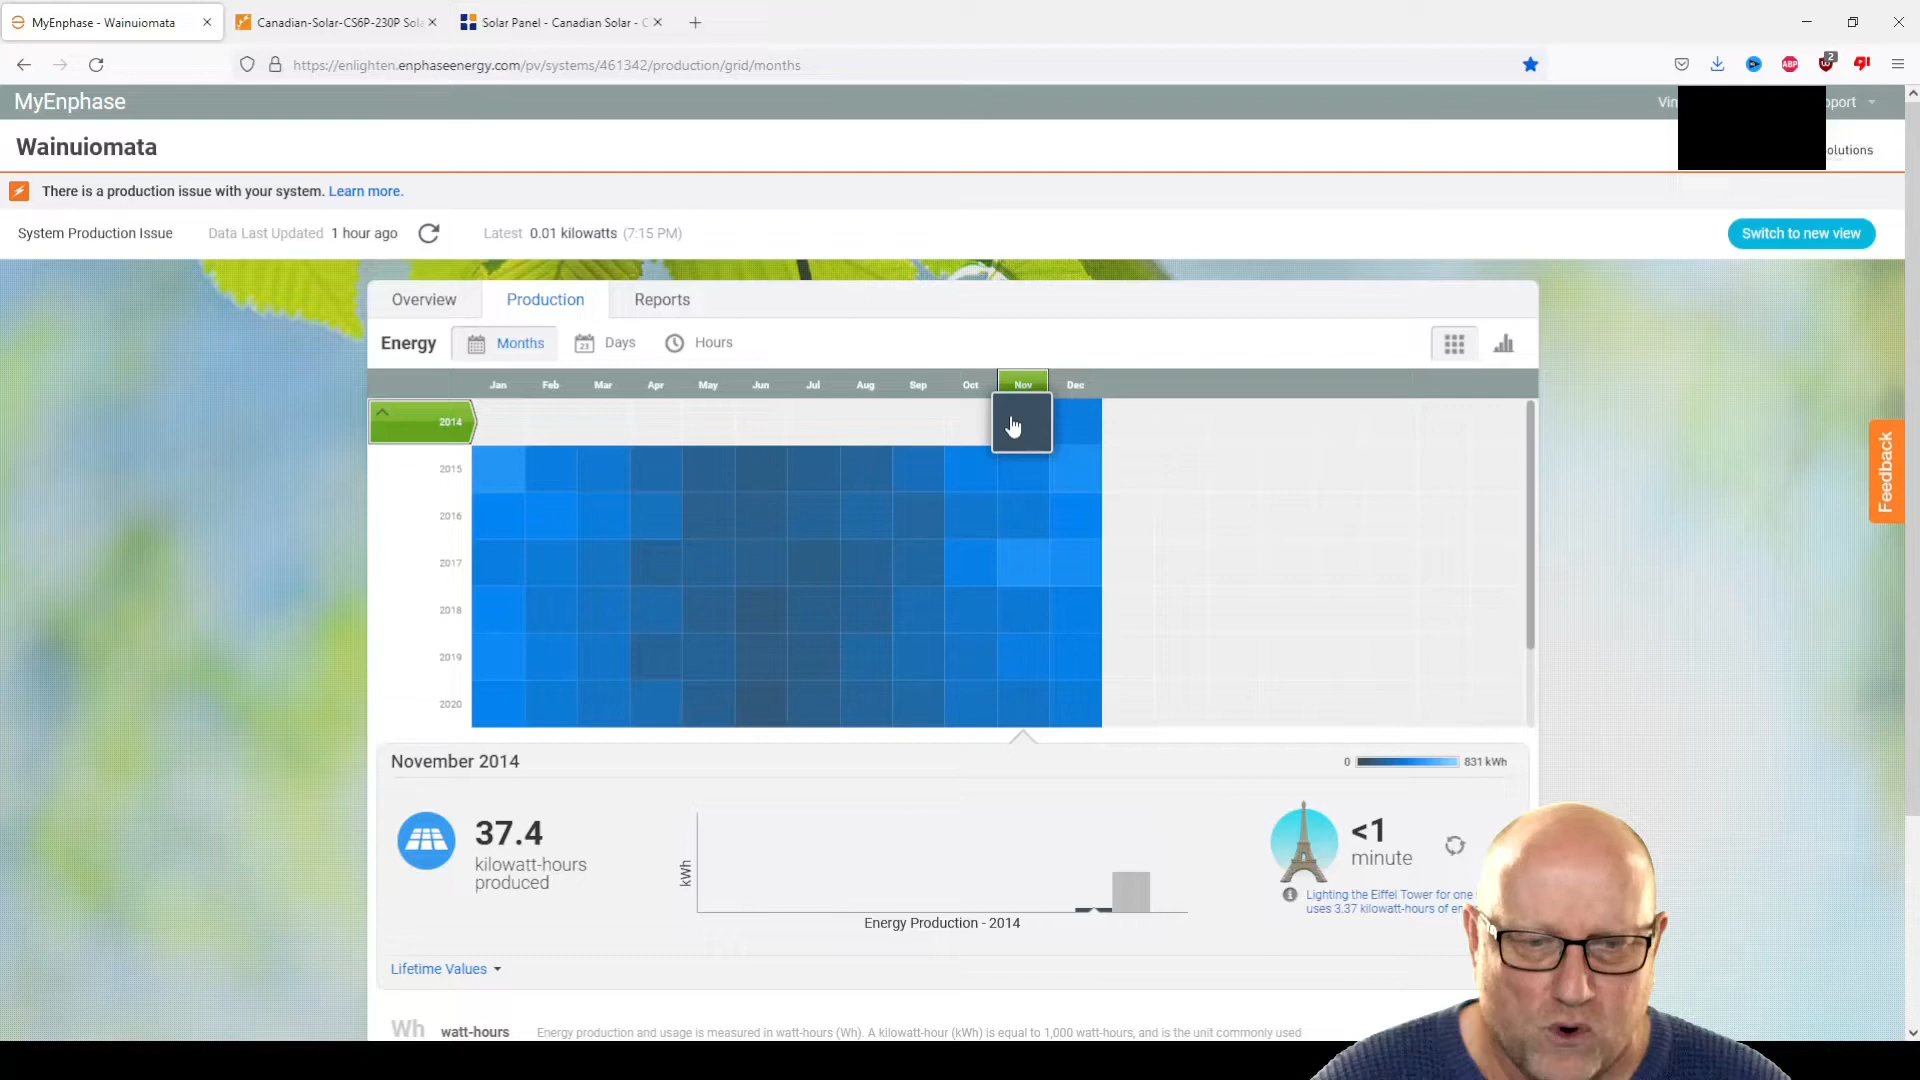 MyEnphase - Wainuiomata
Canadian-Solar-CS6P-230P Sola
Solar Panel - Canadian Solar - C
https://enlighten.enphaseenergy.com/pv/systems/461342/production/grid/months
ABP
2
MyEnphase
Vin
pport
Wainuiomata
olutions
There is a production issue with your system. Learn more.
System Production Issue
Data Last Updated 1 hour ago
Latest 0.01 kilowatts (7:15 PM)
Switch to new view
Overview
Production
Reports
Energy
Months
23
Days
Hours
Jan Feb Mar Apr May Jun Jul Aug Sep Oct Nov Dec
2014
2015
2016
2017
2018
2019
2020
Feedback
November 2014
0
831 kWh
37.4
kilowatt-hours
produced
kWh
Energy Production - 2014
<1
minute
Lighting the Eiffel Tower for one
uses 3.37 kilowatt-hours of
Lifetime Values
Wh watt-hours
Energy production and usage is measured in watt-hours (Wh). A kilowatt-hour (kWh) is equal to 1,000 watt-hours, and is the unit commonly used